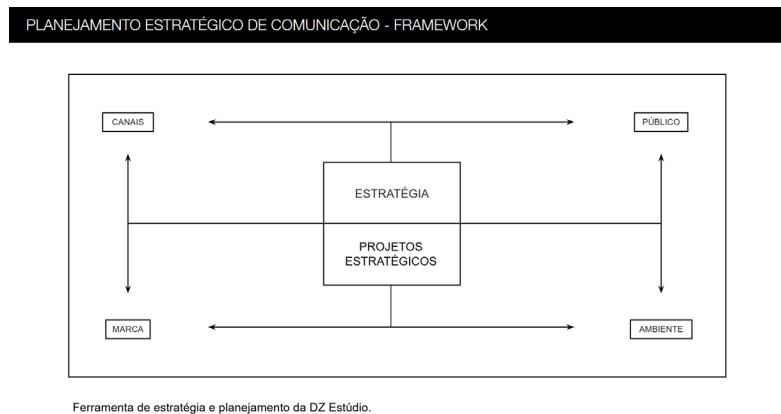 PLANEJAMENTO ESTRATÉGICO DE COMUNICAÇÃO - FRAMEWORK
CANAIS
PÚBLICO
ESTRATÉGIA
PROJETOS
ESTRATÉGICOS
MARCA
AMBIENTE
Ferramenta de estratégia e planejamento da DZ Estúdio.